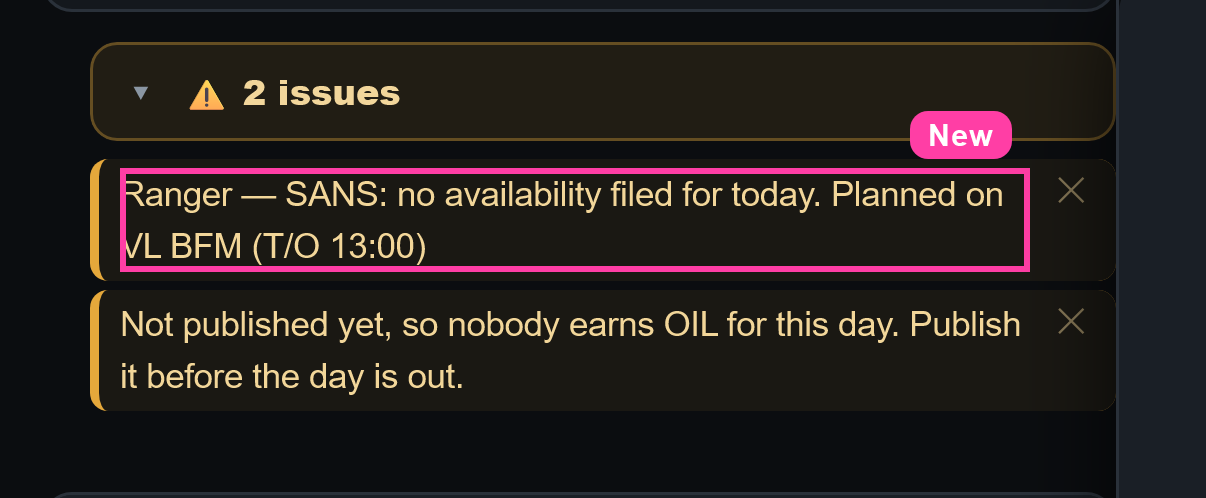 2 issues
New
Ranger — SANS: no availability filed for today. Planned on
VL BFM (T/O 13:00)
Not published yet, so nobody earns OIL for this day. Publish
it before the day is out.